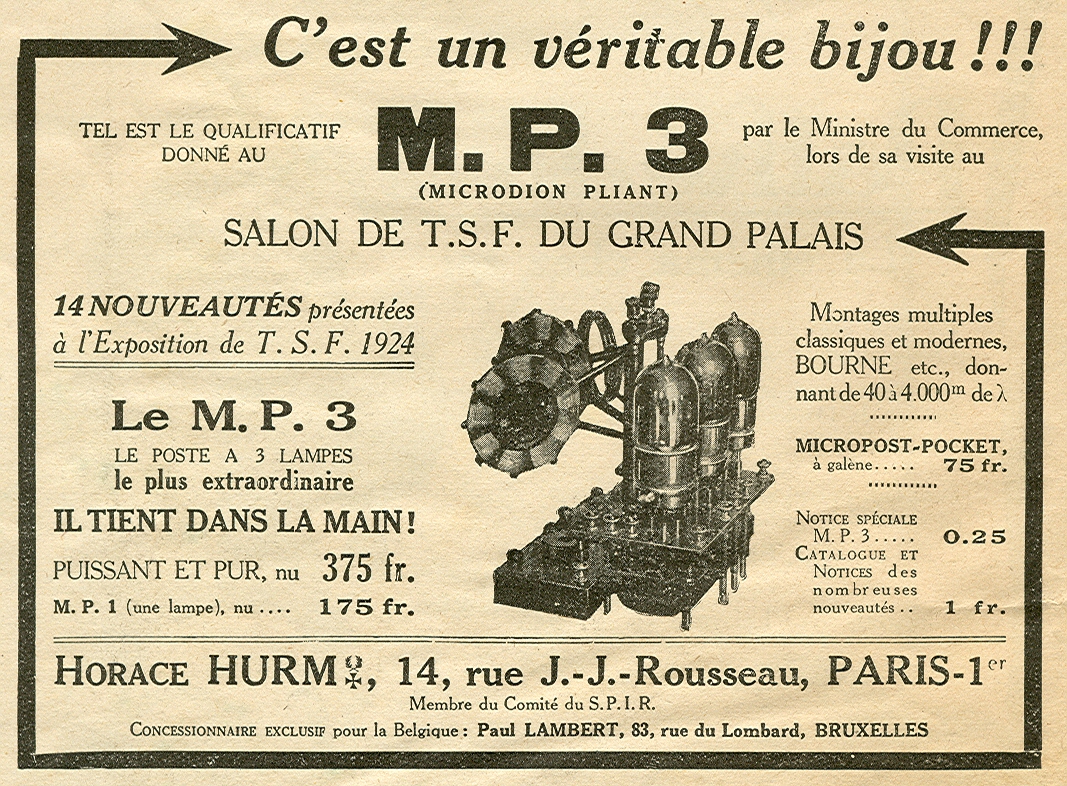 C'est un véritable bijou !!!
TEL EST LE QUALIFICATIF
DONNÉ AU
M. P. 3
(MICRODION PLIANT)
par le Ministre du Commerce,
lors de sa visite au
SALON DE T.S.F. DU GRAND PALAIS
14 NOUVEAUTÉS présentées
à l'Exposition de T. S. F. 1924
Le M. P. 3
LE POSTE A 3 LAMPES
le plus extraordinaire
IL TIENT DANS LA MAIN!
PUISSANT ET PUR, nu 375 fr.
M. P. 1 (une lampe), nu .... 175 fr.
Montages multiples
classiques et modernes,
BOURNE etc., don-
nant de 40 à 4.000m de λ
MICROPOST-POCKET,
à galène..... 75 fr.
NOTICE SPÉCIALE
M. P. 3..... 0.25
CATALOGUE ET
NOTICES des
nombreuses
nouveautés .. 1 fr.
HORACE HURM, 14, rue J.-J.-Rousseau, PARIS-1er
Membre du Comité du S.P.I.R.
CONCESSIONNAIRE EXCLUSIF pour la Belgique : Paul LAMBERT, 83, rue du Lombard, BRUXELLES